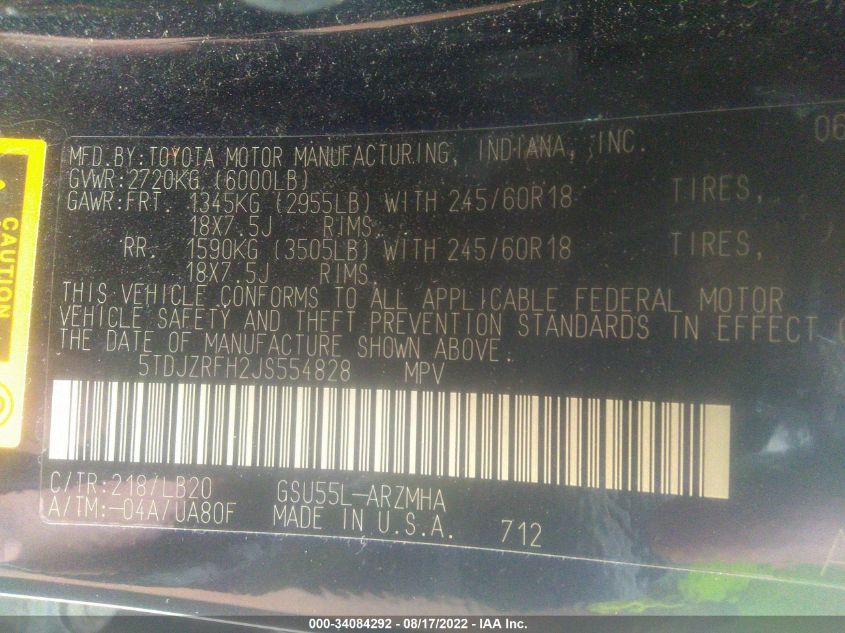 MFD.BY:TOYOTA MOTOR MANUFACTURING, INDIANA, INC. 06
GVWR:2720KG (6000LB)
GAWR:FRT. 1345KG (2955LB) WITH 245/60R18 TIRES,
18X7.5J RIMS.
RR. 1590KG (3505LB) WITH 245/60R18 TIRES,
18X7.5J RIMS.
THIS VEHICLE CONFORMS TO ALL APPLICABLE FEDERAL MOTOR
VEHICLE SAFETY AND THEFT PREVENTION STANDARDS IN EFFECT
THE DATE OF MANUFACTURE SHOWN ABOVE.
5TDJZRFH2JS554828 MPV
C/TR:218/LB20 GSU55L-ARZMHA
A/TM:-04A/UA80F MADE IN U.S.A. 712
CAUTION
000-34084292 - 08/17/2022 - IAA Inc.